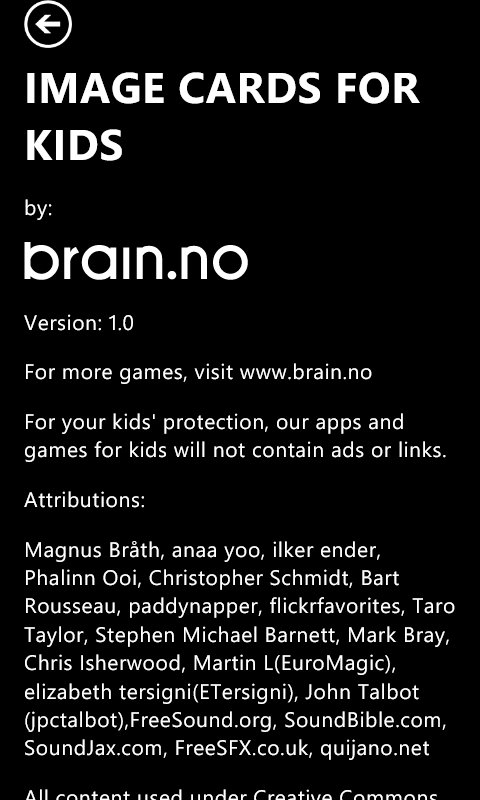 IMAGE CARDS FOR
KIDS
by:
brain.no
Version: 1.0
For more games, visit www.brain.no
For your kids' protection, our apps and
games for kids will not contain ads or links.
Attributions:
Magnus Bråth, anaa yoo, ilker ender,
Phalinn Ooi, Christopher Schmidt, Bart
Rousseau, paddynapper, flickrfavorites, Taro
Taylor, Stephen Michael Barnett, Mark Bray,
Chris Isherwood, Martin L(EuroMagic),
elizabeth tersigni(ETersigni), John Talbot
(jpctalbot),FreeSound.org, SoundBible.com,
SoundJax.com, FreeSFX.co.uk, quijano.net
All content used under Creative Commons